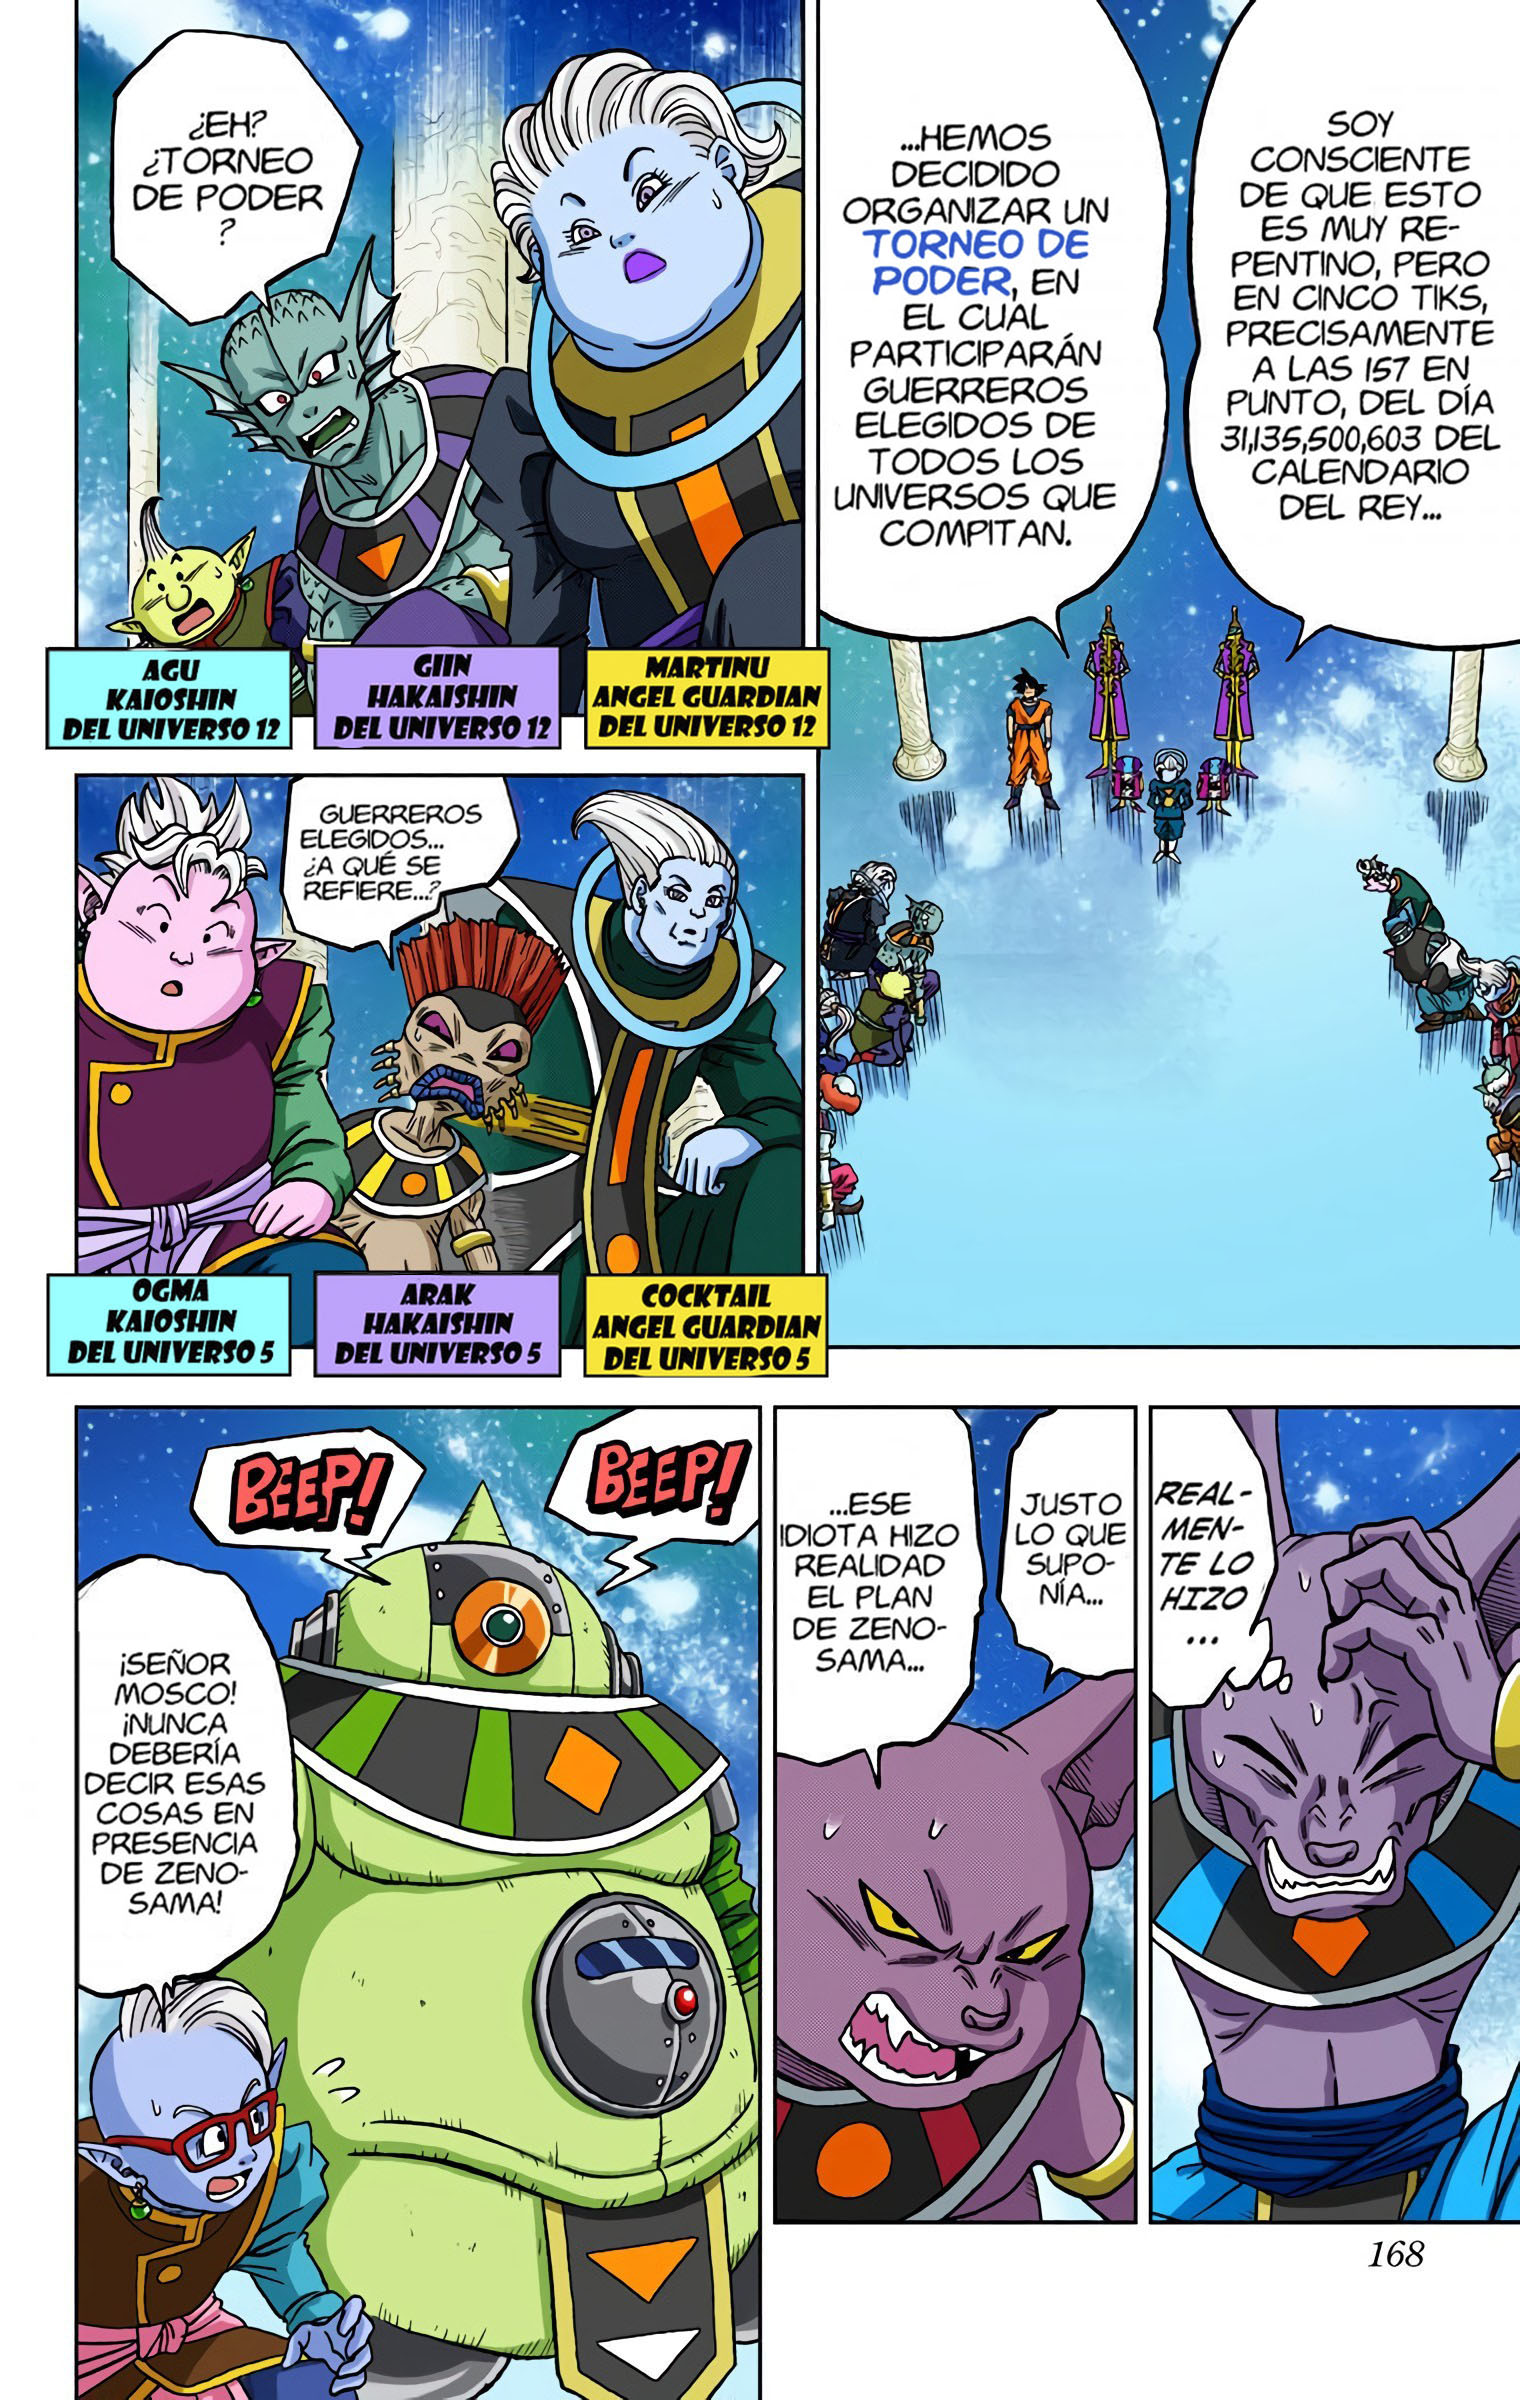 SOY
CONSCIENTE
DE QUE ESTO
ES MUY RE-
PENTINO, PERO
EN CINCO TIKS,
PRECISAMENTE
A LAS 157 EN
PUNTO, DEL DÍA
31,135,500,603 DEL
CALENDARIO
DEL REY...
...HEMOS
DECIDIDO
ORGANIZAR UN
TORNEO DE
PODER, EN
EL CUAL
PARTICIPARÁN
GUERREROS
ELEGIDOS DE
TODOS LOS
UNIVERSOS QUE
COMPITAN.
¿EH?
¿TORNEO
DE PODER
?
MARTINU
ANGEL GUARDIAN
DEL UNIVERSO 12
GIIN
HAKAISHIN
DEL UNIVERSO 12
AGU
KAIOSHIN
DEL UNIVERSO 12
GUERREROS
ELEGIDOS...
¿A QUÉ SE
REFIERE...?
COCKTAIL
ANGEL GUARDIAN
DEL UNIVERSO 5
ARAK
HAKAISHIN
DEL UNIVERSO 5
OGMA
KAIOSHIN
DEL UNIVERSO 5
REAL-
MEN-
TE LO
HIZO
...
JUSTO
LO QUE
SUPO-
NÍA...
...ESE
IDIOTA HIZO
REALIDAD
EL PLAN
DE ZENO-
SAMA...
BEEP!
BEEP!
¡SEÑOR
MOSCO!
¡NUNCA
DEBERÍA
DECIR ESAS
COSAS EN
PRESENCIA
DE ZENO-
SAMA!
168